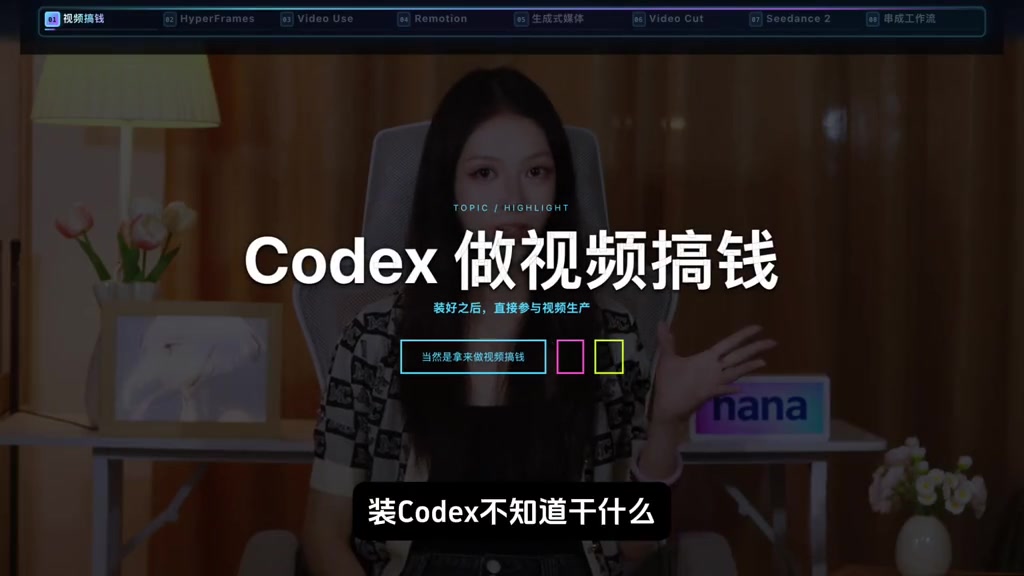 01 视频搞钱
02 HyperFrames
03 Video Use
04 Remotion
05 生成式媒体
06 Video Cut
07 Seedance 2
08 串成工作流
TOPIC / HIGHLIGHT
Codex 做视频搞钱
装好之后，直接参与视频生产
当然是拿来做视频搞钱
nana
装Codex不知道干什么